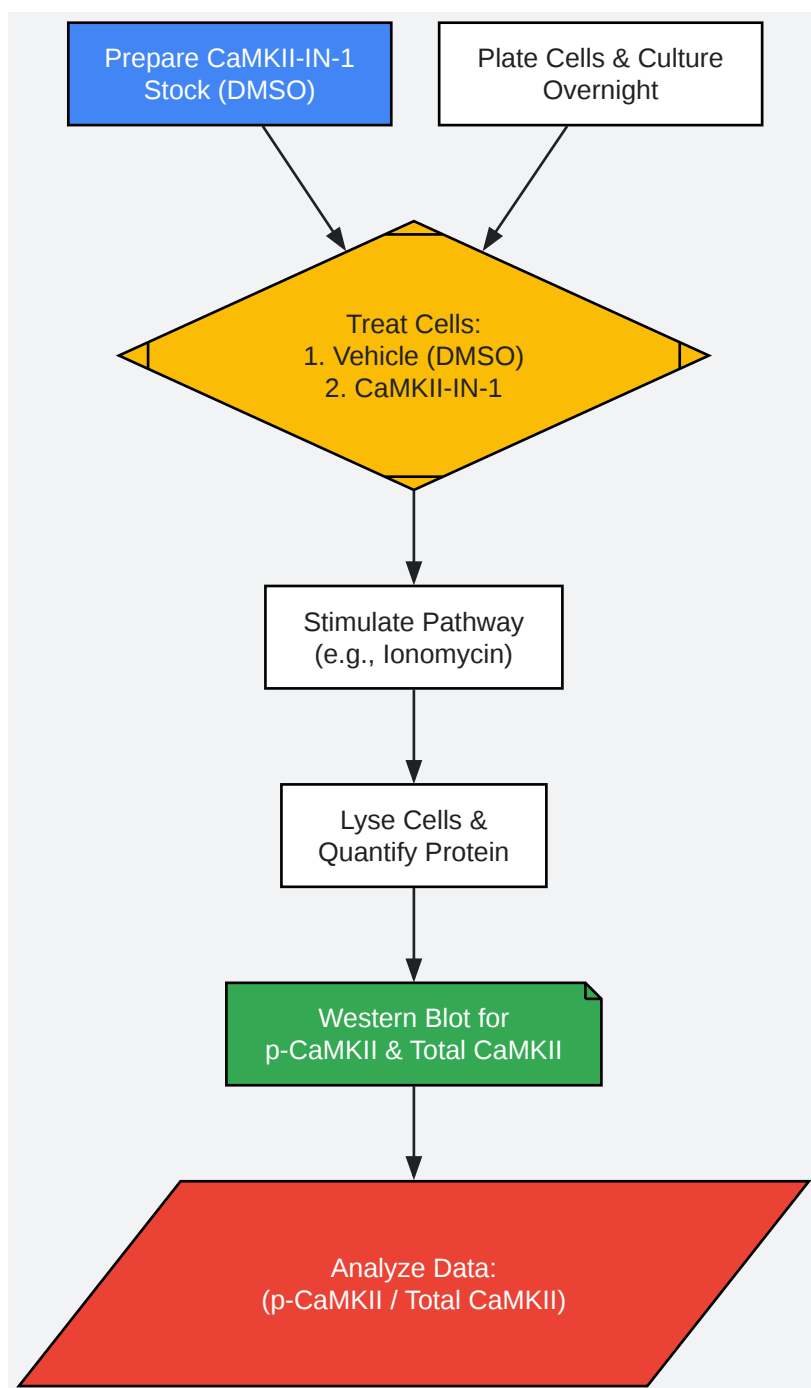 Prepare CaMKII-IN-1
Stock (DMSO)
Plate Cells & Culture
Overnight
Treat Cells:
1. Vehicle (DMSO)
2. CaMKII-IN-1
Stimulate Pathway
(e.g., Ionomycin)
Lyse Cells &
Quantify Protein
Western Blot for
p-CaMKII & Total CaMKII
Analyze Data:
(p-CaMKII / Total CaMKII)